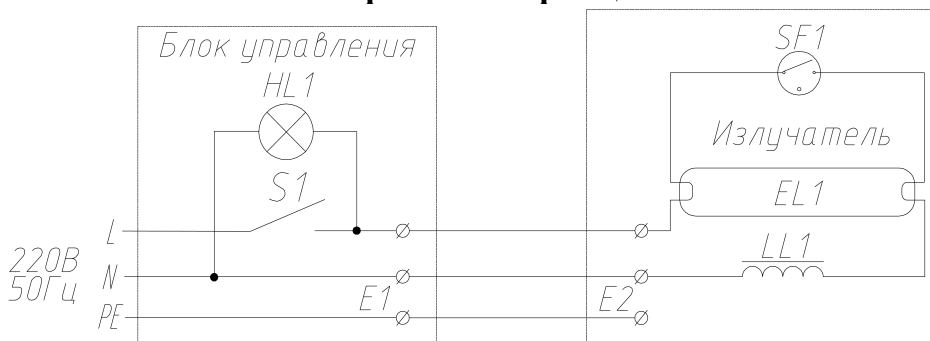 Блок управления
HL1
S1
L
220В
50Гц
N
PE
E1
E2
SF1
Излучатель
EL1
LL1